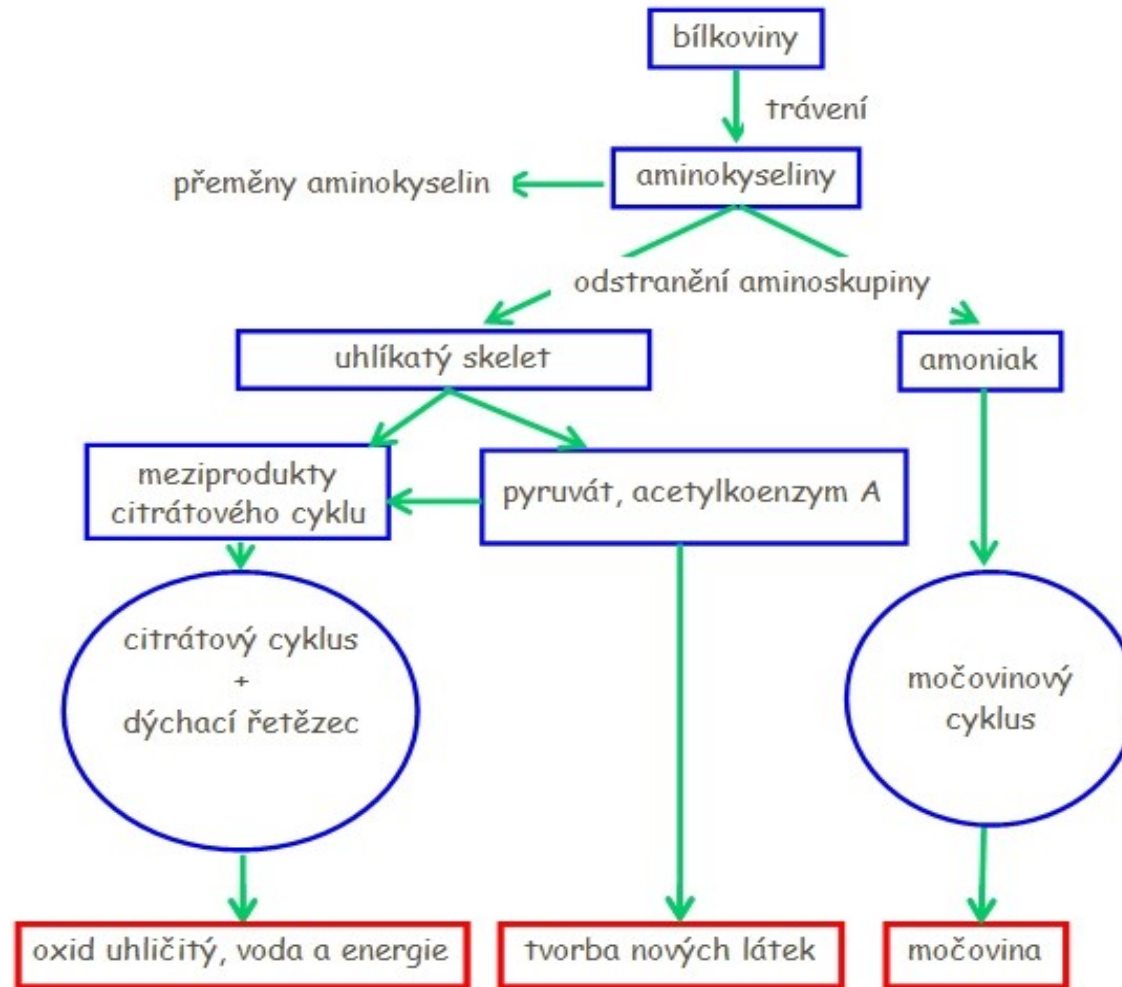 bílkoviny
trávení
přeměny aminokyselin
aminokyseliny
odstranění aminoskupiny
uhlíkatý skelet
amoniak
meziprodukty
citrátového cyklu
pyruvát, acetylkoenzym A
citrátový cyklus
+
dýchací řetězec
močovinový
cyklus
oxid uhličitý, voda a energie
tvorba nových látek
močovina